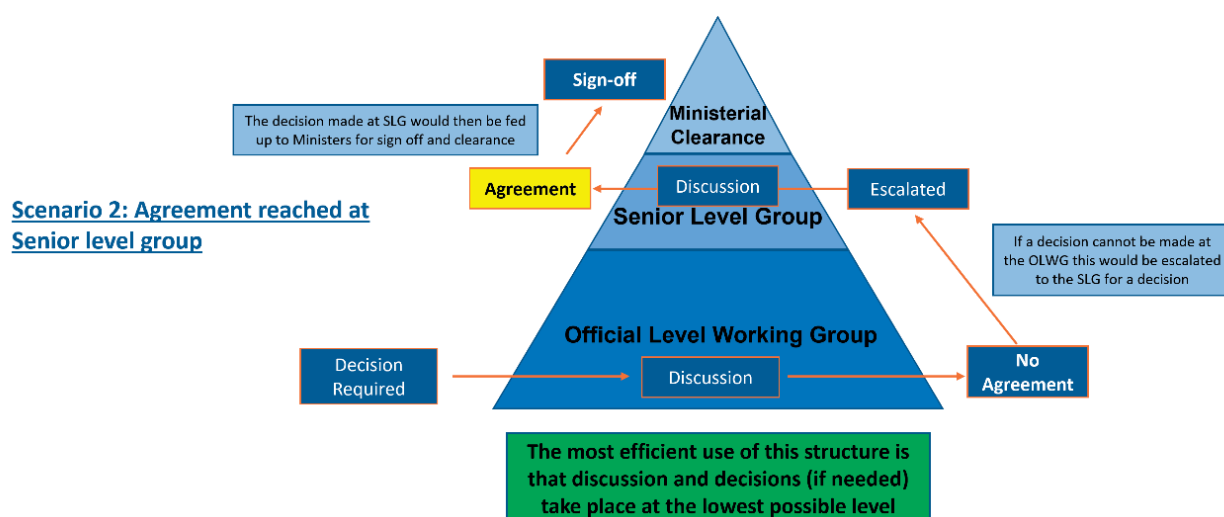 Sign-off
Ministerial
Clearance
The decision made at SLG would then be fed
up to Ministers for sign off and clearance
Agreement
Discussion
Escalated
Senior Level Group
Scenario 2: Agreement reached at
Senior level group
If a decision cannot be made at
the OLWG this would be escalated
to the SLG for a decision
Official Level Working Group
Decision
Required
Discussion
No
Agreement
The most efficient use of this structure is
that discussion and decisions (if needed)
take place at the lowest possible level